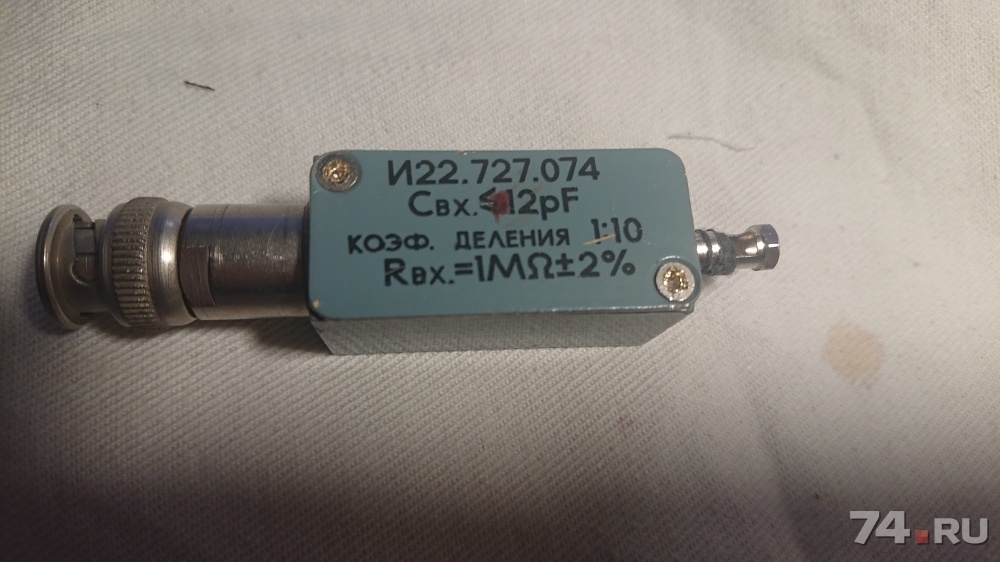 И22.727.074
Свх.≤12pF
КОЭФ. ДЕЛЕНИЯ 1:10
Rвх.=1MΩ±2%
74.RU